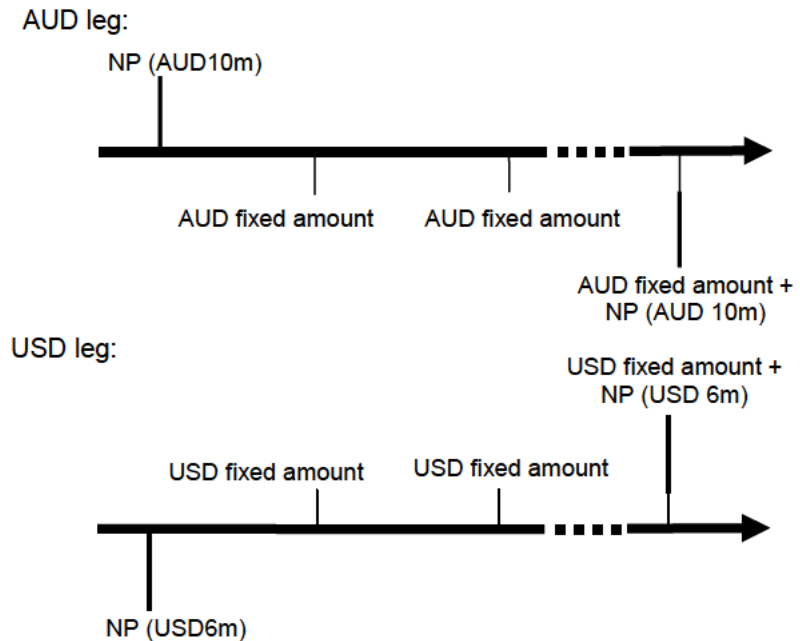 AUD leg:
NP (AUD10m)
AUD fixed amount
AUD fixed amount
AUD fixed amount +
NP (AUD 10m)
USD leg:
USD fixed amount +
NP (USD 6m)
USD fixed amount
USD fixed amount
NP (USD6m)